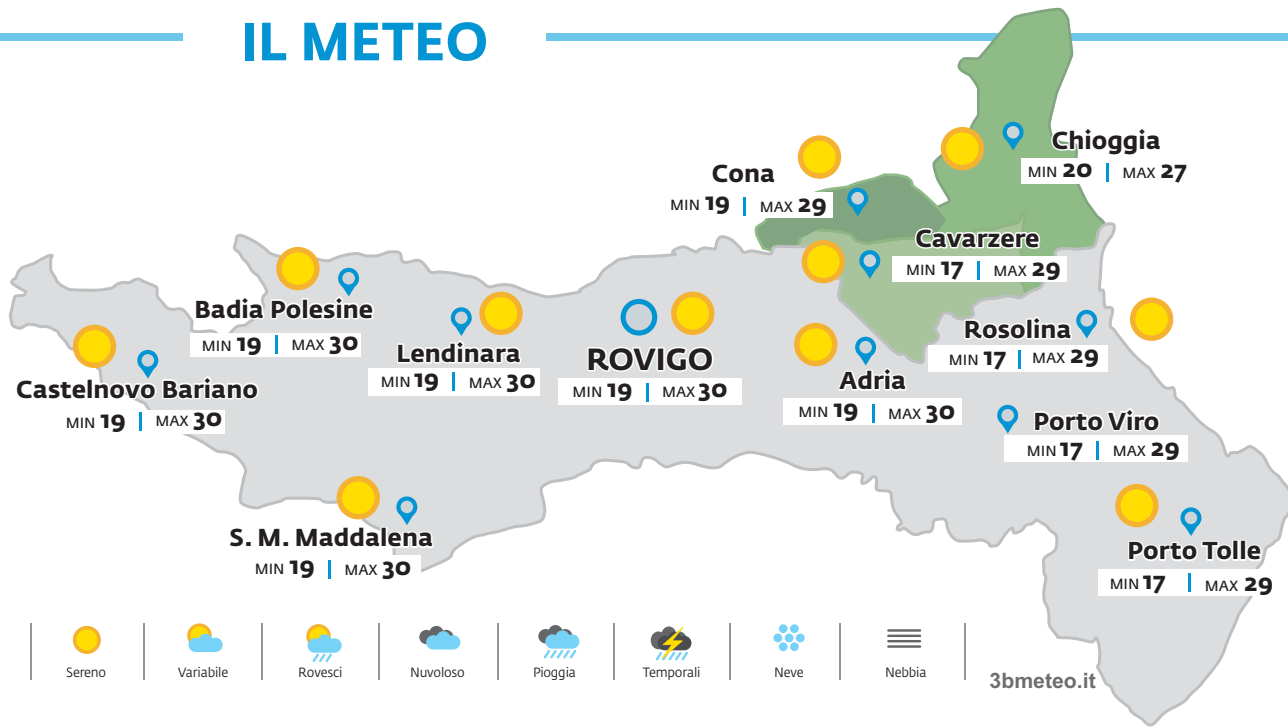 IL METEO
Chioggia
MIN 20 | MAX 27
Cona
MIN 19 | MAX 29
Cavarzere
MIN 17 | MAX 29
Badia Polesine
MIN 19 | MAX 30
Lendinara
MIN 19 | MAX 30
ROVIGO
MIN 19 | MAX 30
Rosolina
MIN 17 | MAX 29
Adria
MIN 19 | MAX 30
Castelnovo Bariano
MIN 19 | MAX 30
Porto Viro
MIN 17 | MAX 29
S. M. Maddalena
MIN 19 | MAX 30
Porto Tolle
MIN 17 | MAX 29
Sereno
Variabile
Rovesci
Nuvoloso
Pioggia
Temporali
Neve
Nebbia
3bmeteo.it